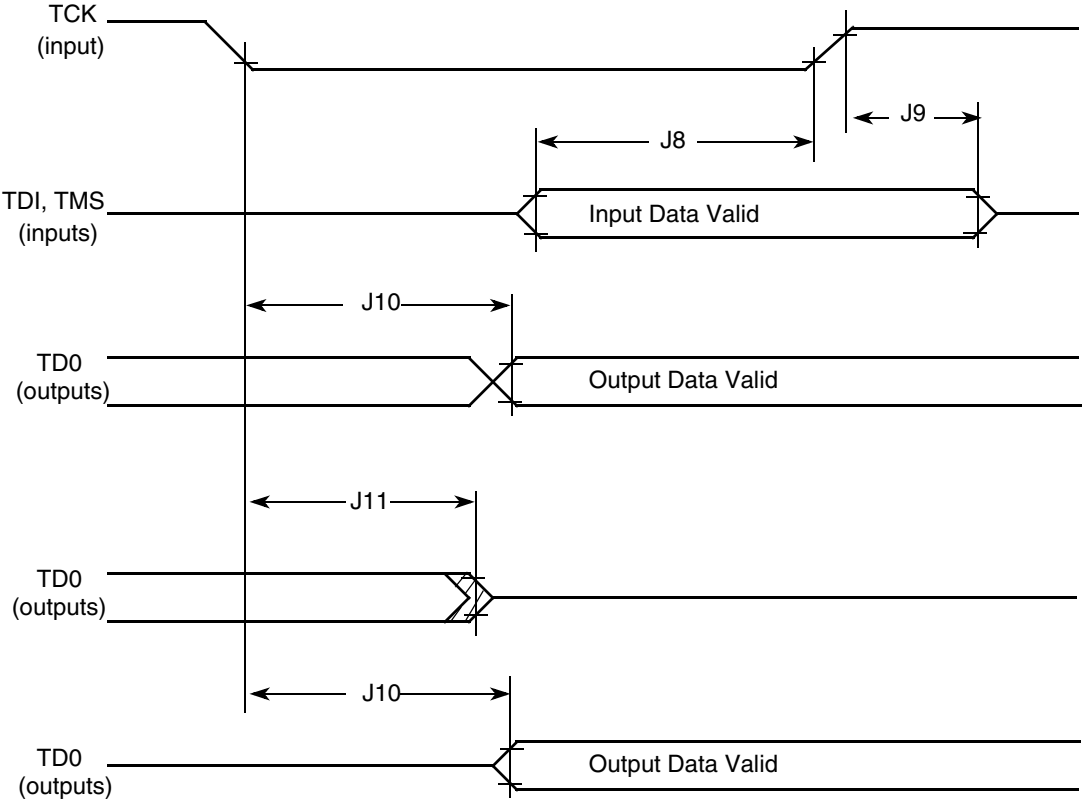 TCK
(input)
J9
J8
TDI, TMS
(inputs)
Input Data Valid
J10
TD0
(outputs)
Output Data Valid
J11
TD0
(outputs)
J10
TD0
(outputs)
Output Data Valid